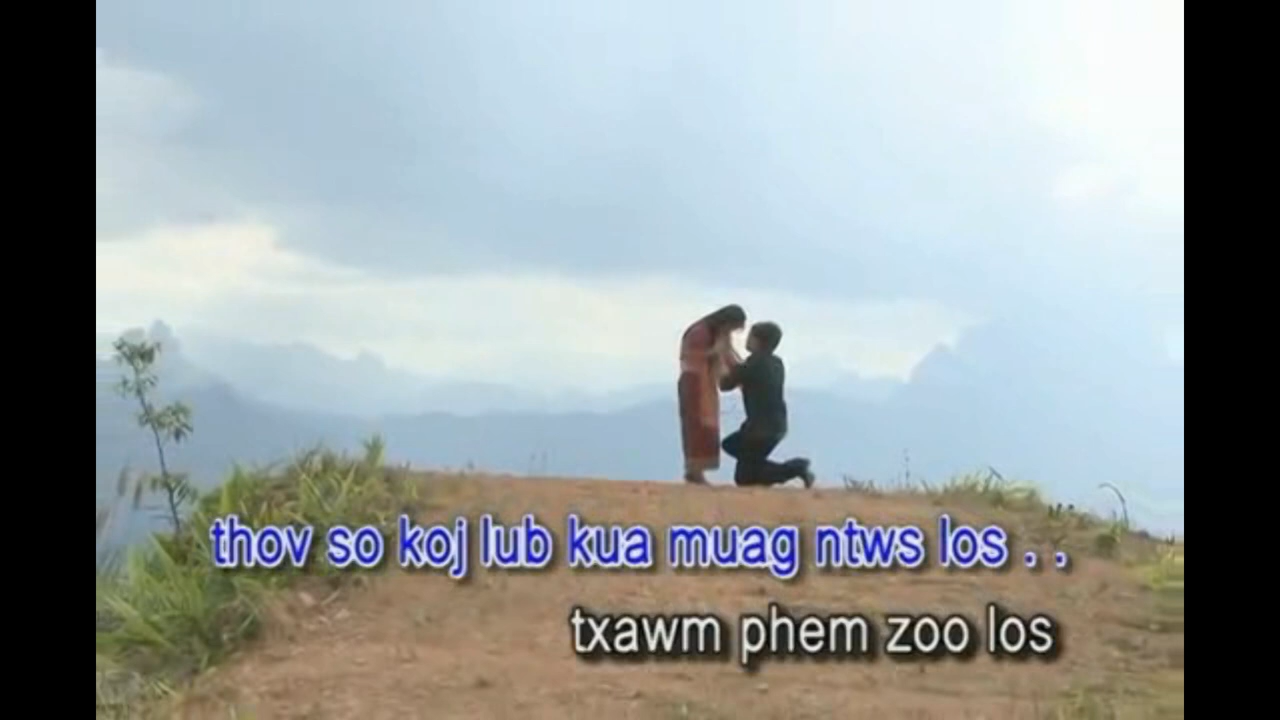 thov so koj lub kua muag ntws los . .
txawm phem zoo los